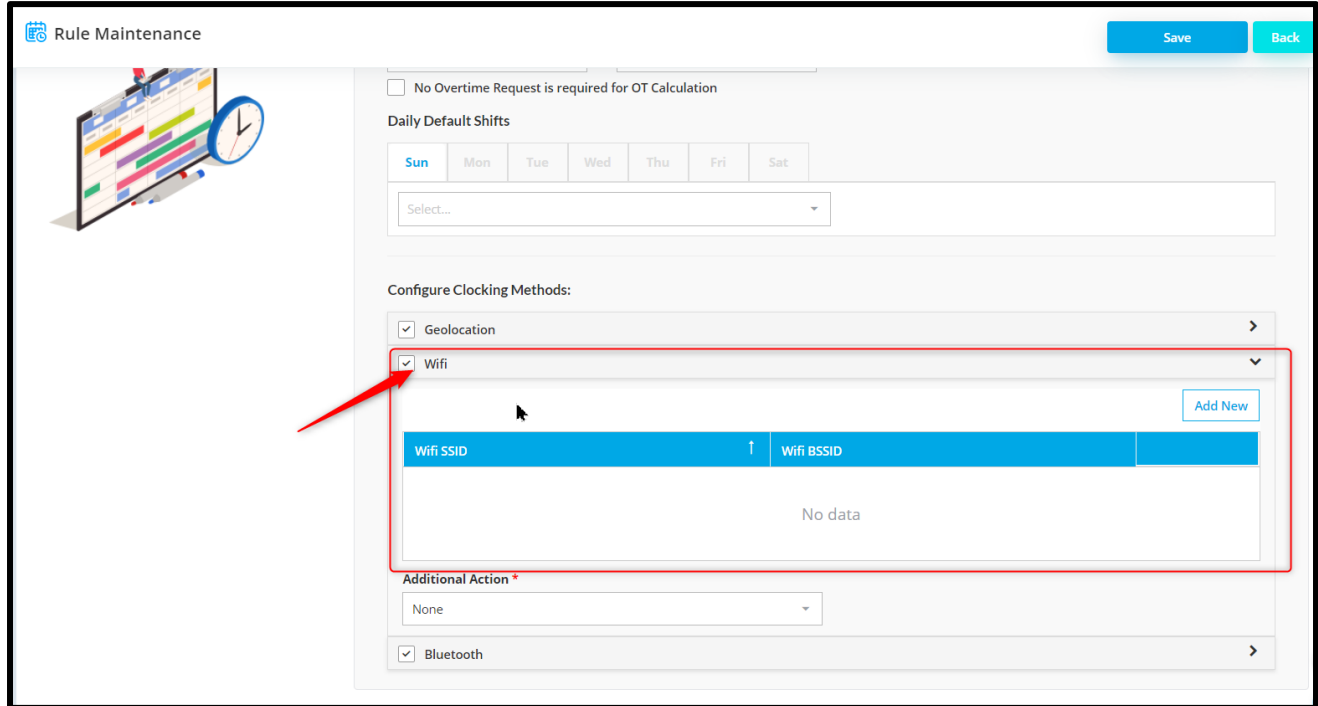 Rule Maintenance
Save
Back
No Overtime Request is required for OT Calculation
Daily Default Shifts
Sun Mon Tue Wed Thu Fri Sat
Select...
Configure Clocking Methods:
Geolocation
Wifi
Add New
Wifi SSID
Wifi BSSID
No data
Additional Action *
None
Bluetooth